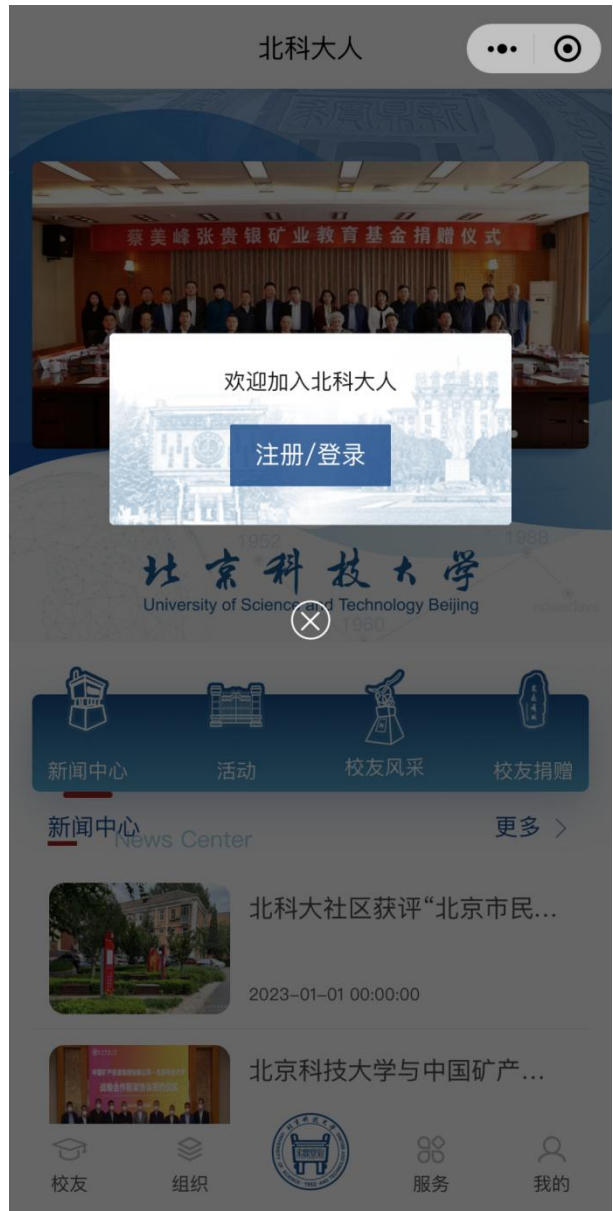 北科大人
蔡美峰张贵银矿业教育基金捐赠仪式
欢迎加入北科大人
注册/登录
1952
1988
北京科技大学
University of Science and Technology Beijing
1960
新闻中心
活动
校友风采
校友捐赠
新闻中心
News Center
更多
北科大社区获评“北京市民...
2023-01-01 00:00:00
北京科技大学与中国矿产...
校友
组织
服务
我的